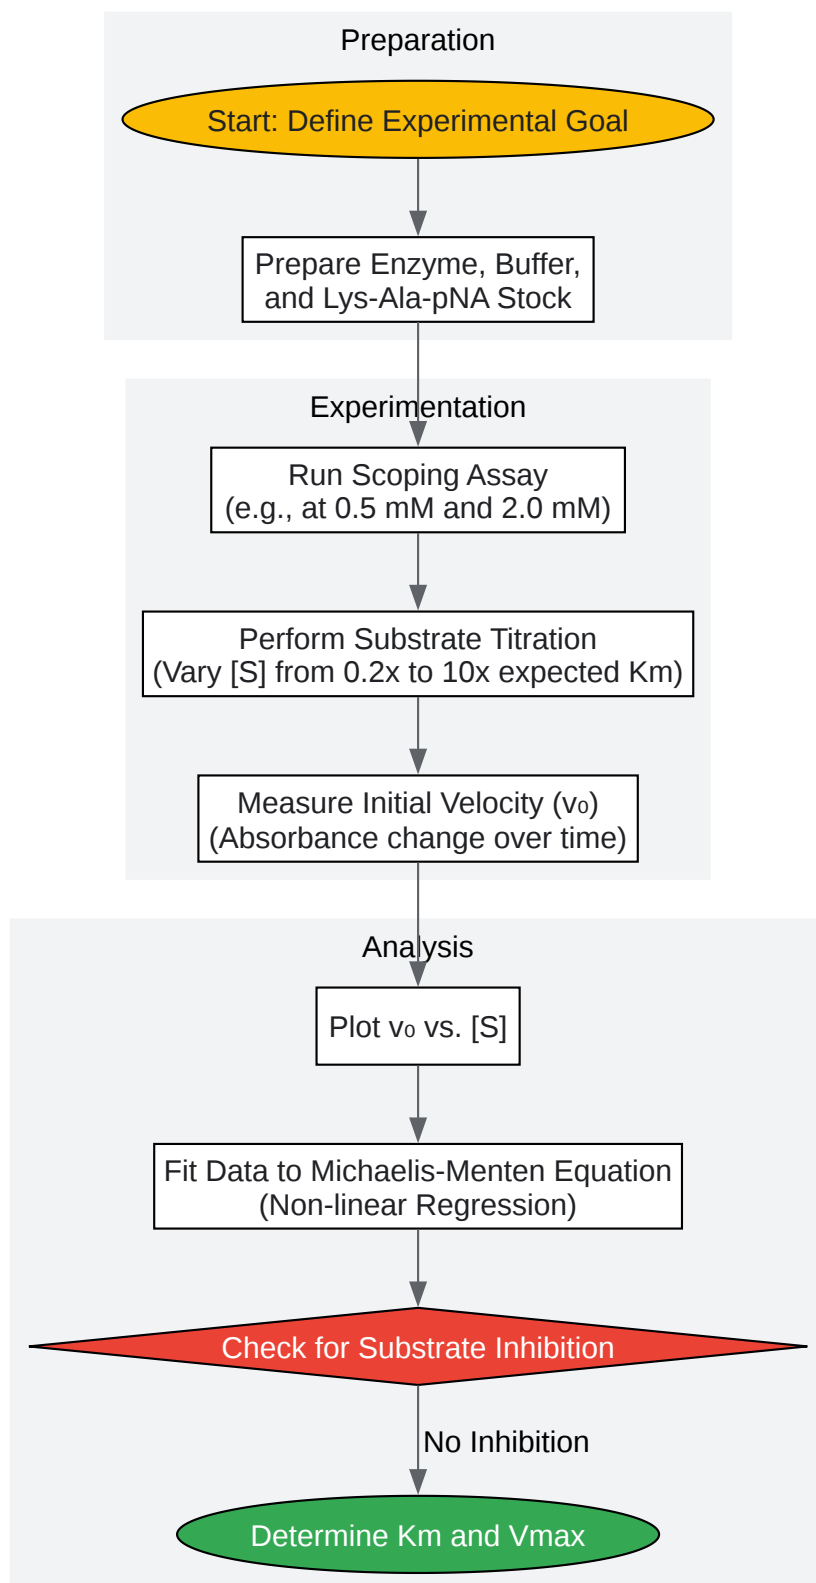 Preparation
Start: Define Experimental Goal
Prepare Enzyme, Buffer,
and Lys-Ala-pNA Stock
Experimentation
Run Scoping Assay
(e.g., at 0.5 mM and 2.0 mM)
Perform Substrate Titration
(Vary [S] from 0.2x to 10x expected Km)
Measure Initial Velocity (v₀)
(Absorbance change over time)
Analysis
Plot v₀ vs. [S]
Fit Data to Michaelis-Menten Equation
(Non-linear Regression)
Check for Substrate Inhibition
No Inhibition
Determine Km and Vmax